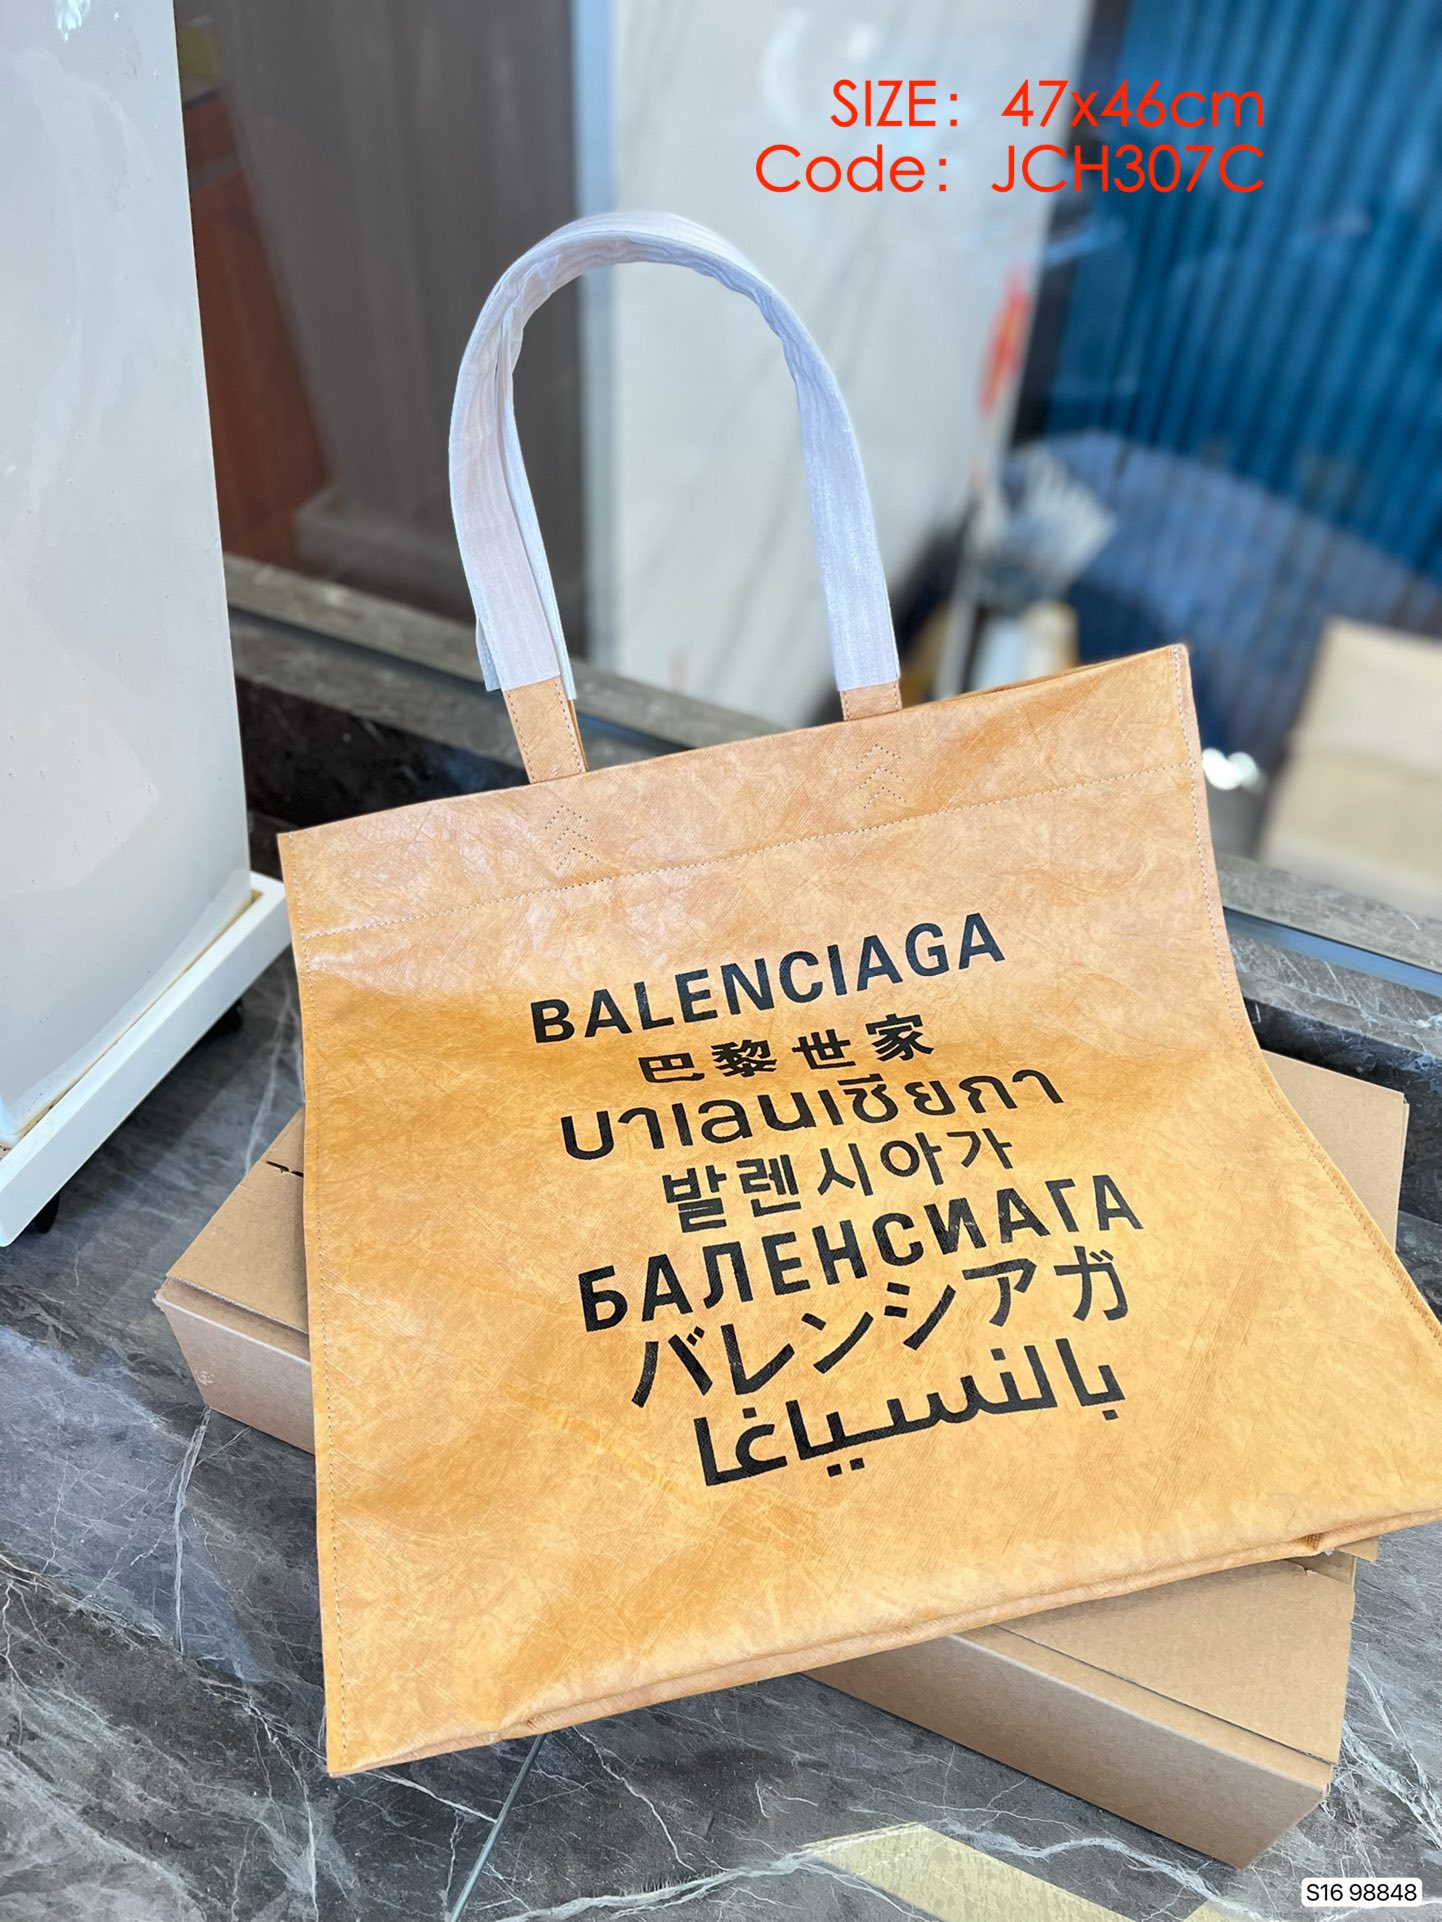 SIZE: 47x46cm
Code: JCH307C
BALENCIAGA
巴黎世家
บาเลนเซียกา
발렌시아가
БАЛЕНСИАГА
バレンシアガ
بالنسياغا
S16 98848